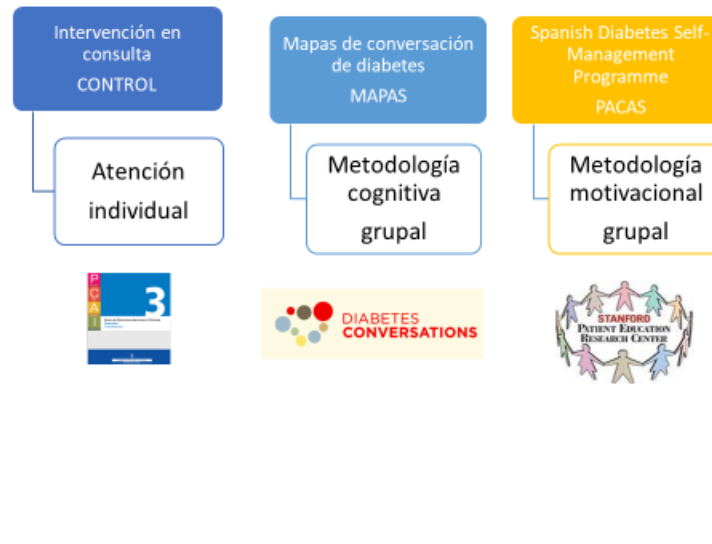 Intervención en
consulta
CONTROL
Atención
individual
P
C
A
I
3
Mapas de conversación
de diabetes
MAPAS
Metodología
cognitiva
grupal
DIABETES
CONVERSATIONS
Spanish Diabetes Self-
Management
Programme
PACAS
Metodología
motivacional
grupal
STANFORD
PATIENT EDUCATION
RESEARCH CENTER